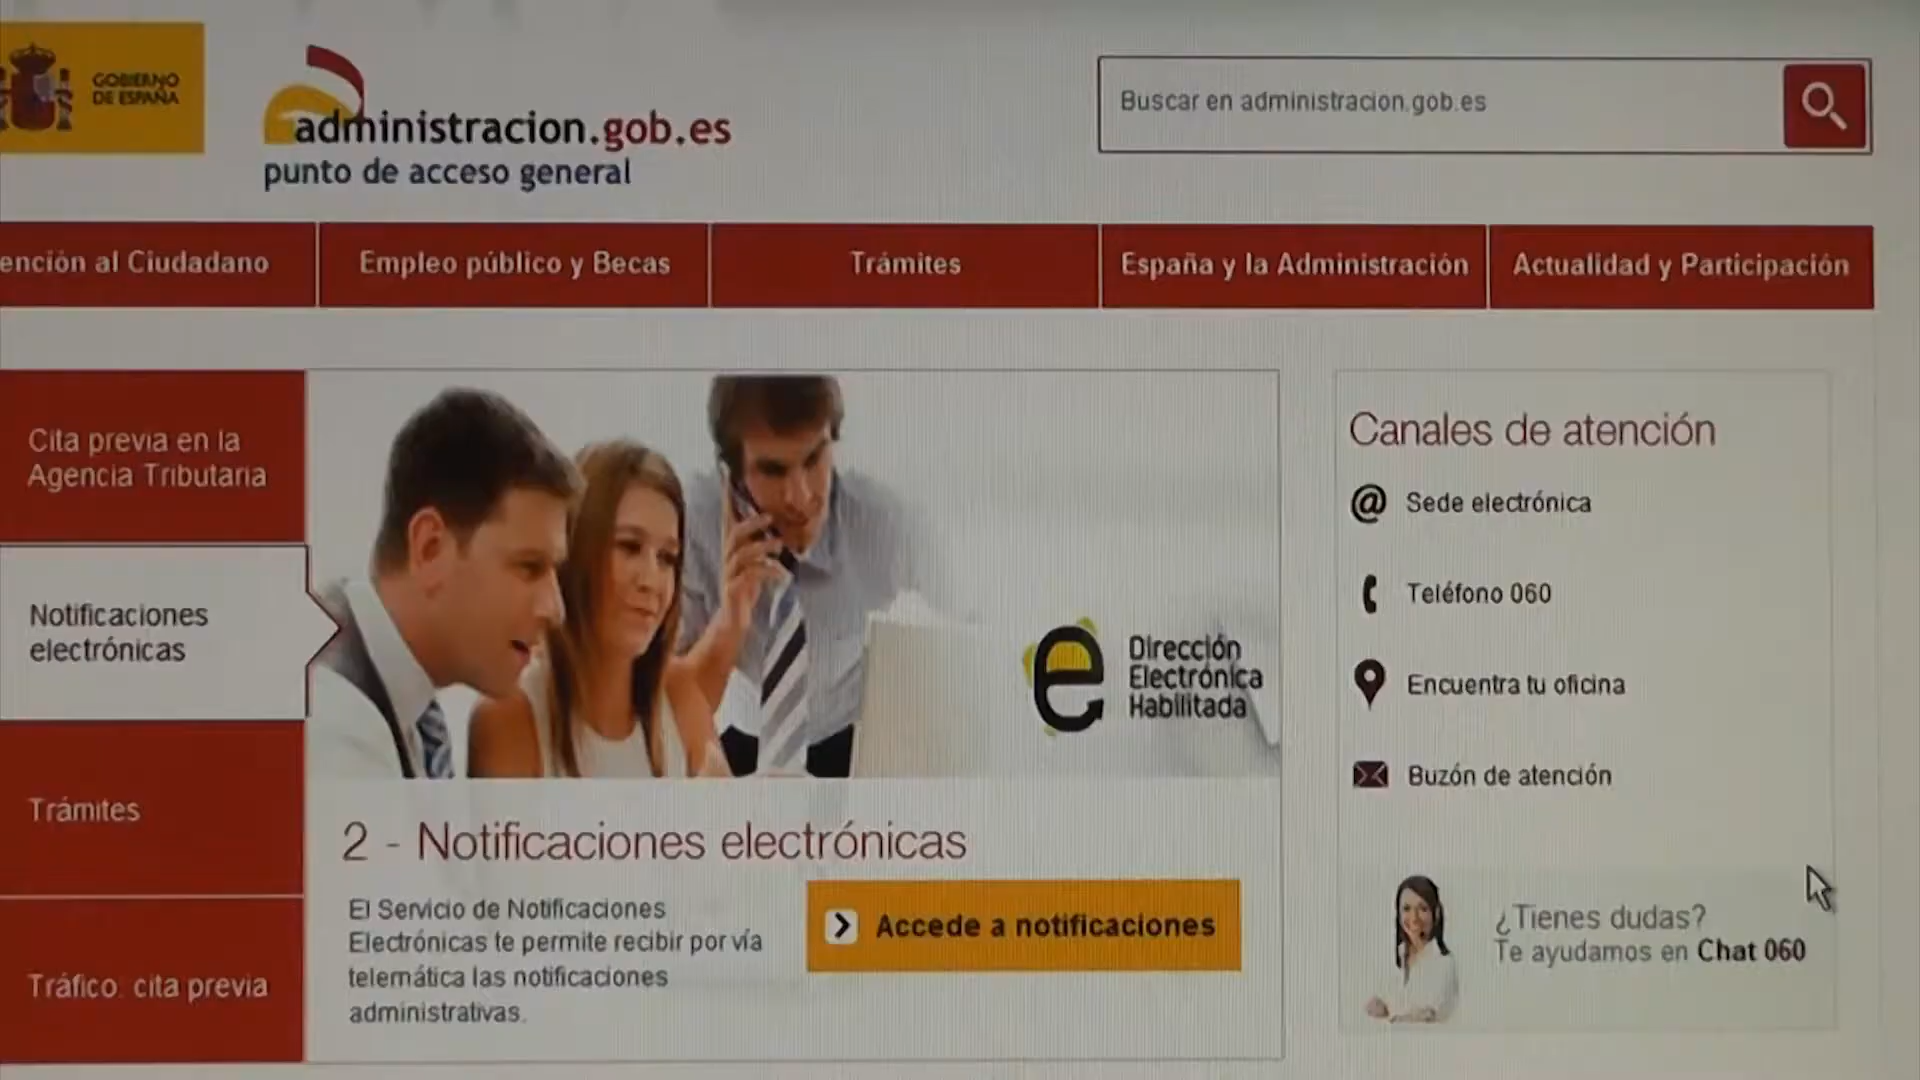 GOBIERNO
DE ESPAÑA
administracion.gob.es
punto de acceso general
Buscar en administracion.gob.es
ención al Ciudadano
Empleo público y Becas
Trámites
España y la Administración
Actualidad y Participación
Cita previa en la
Agencia Tributaria
Notificaciones
electrónicas
Trámites
Tráfico: cita previa
Dirección
Electrónica
Habilitada
2 - Notificaciones electrónicas
El Servicio de Notificaciones
Electrónicas te permite recibir por vía
telemática las notificaciones
administrativas.
Accede a notificaciones
Canales de atención
Sede electrónica
Teléfono 060
Encuentra tu oficina
Buzón de atención
¿Tienes dudas?
Te ayudamos en Chat 060